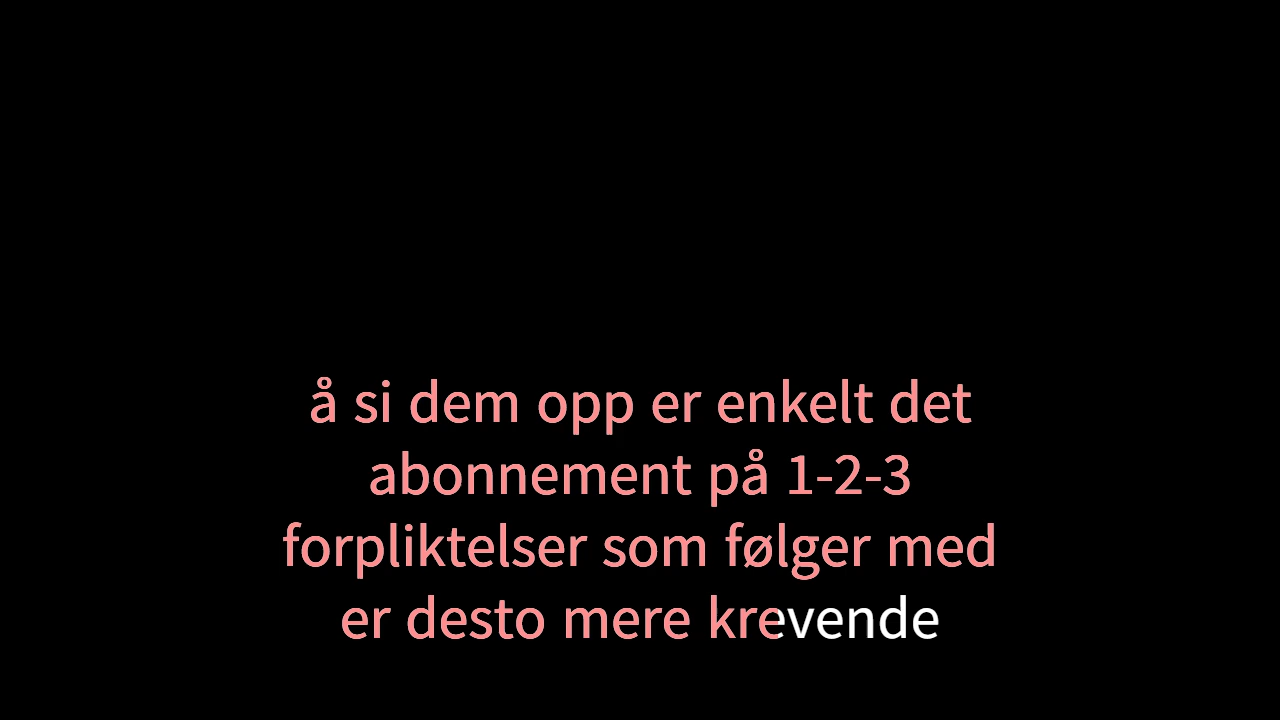 å si dem opp er enkelt det
abonnement på 1-2-3
forpliktelser som følger med
er desto mere krevende